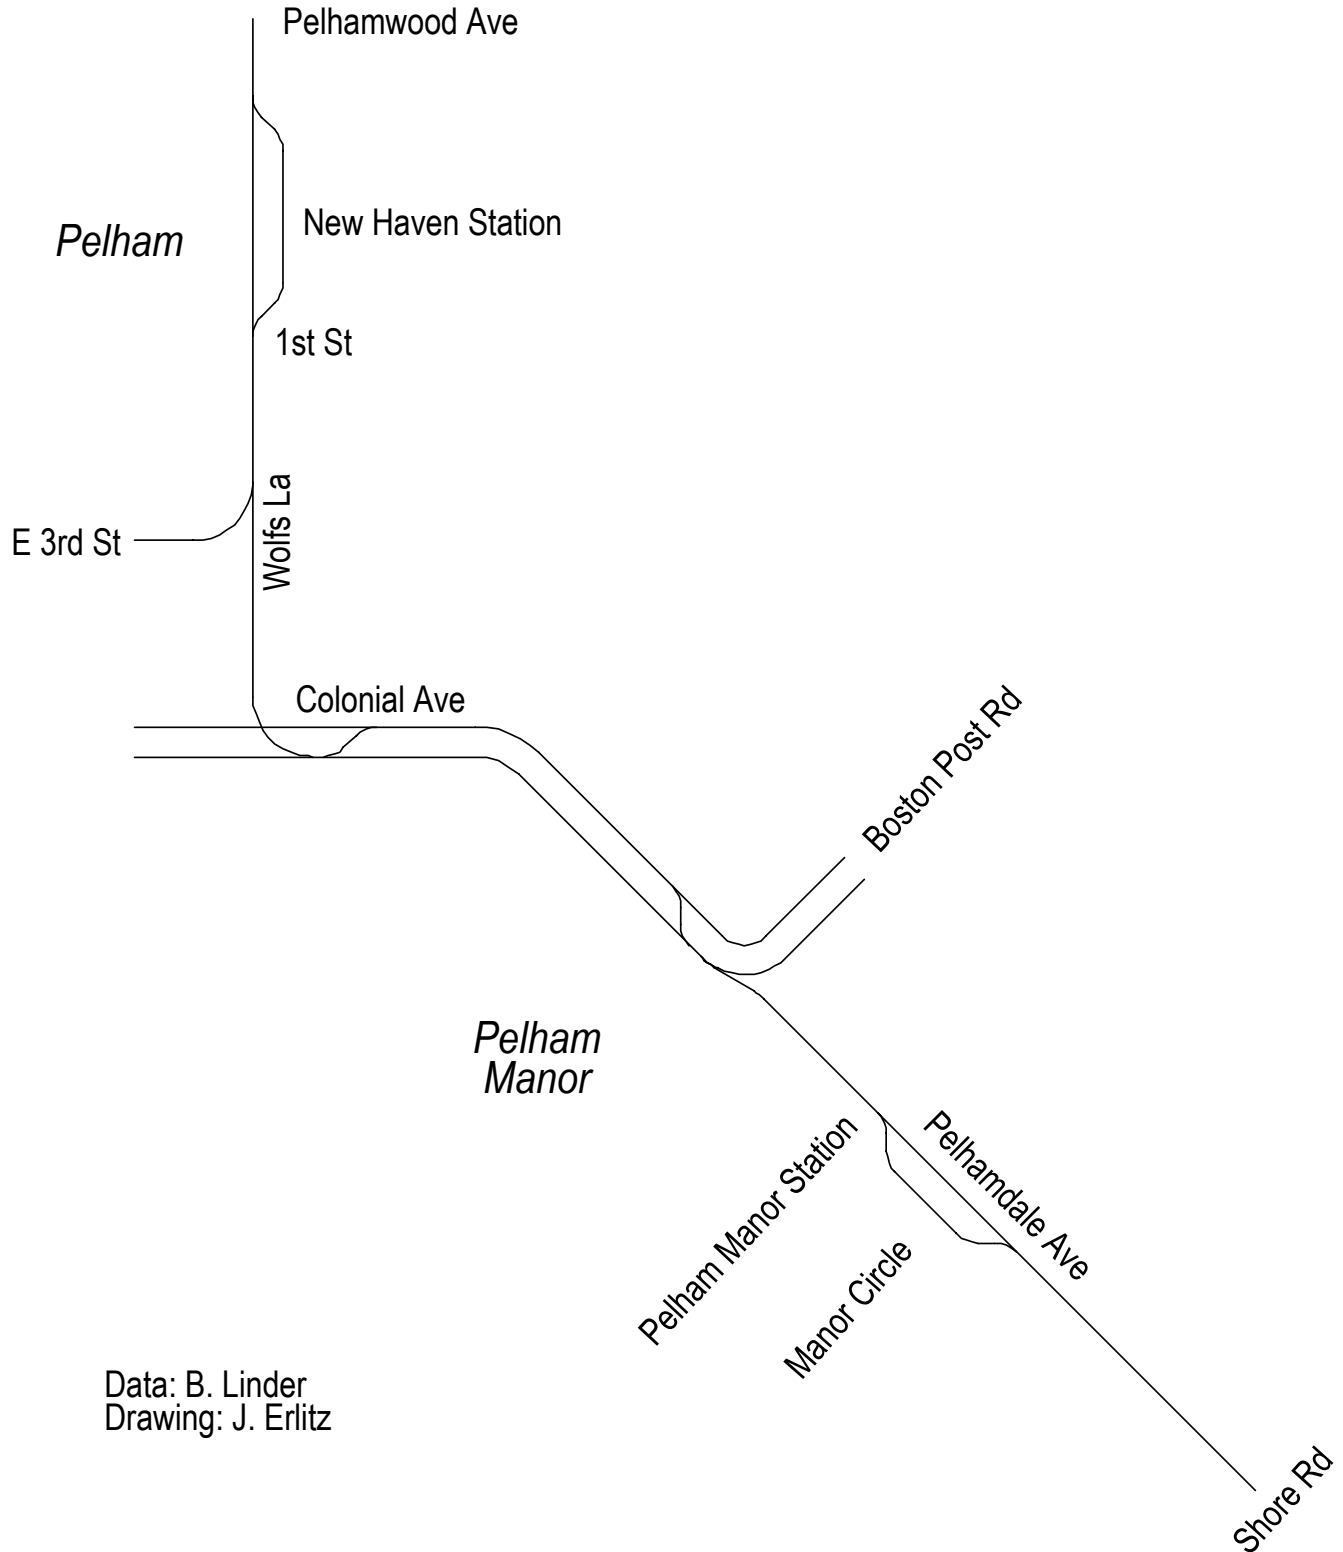 Pelhamwood Ave
New Haven Station
Pelham
1st St
Wolfs La
E 3rd St
Colonial Ave
Boston Post Rd
Pelham
Manor
Pelham Manor Station
Pelhamdale Ave
Manor Circle
Data: B. Linder
Drawing: J. Erlitz
Shore Rd